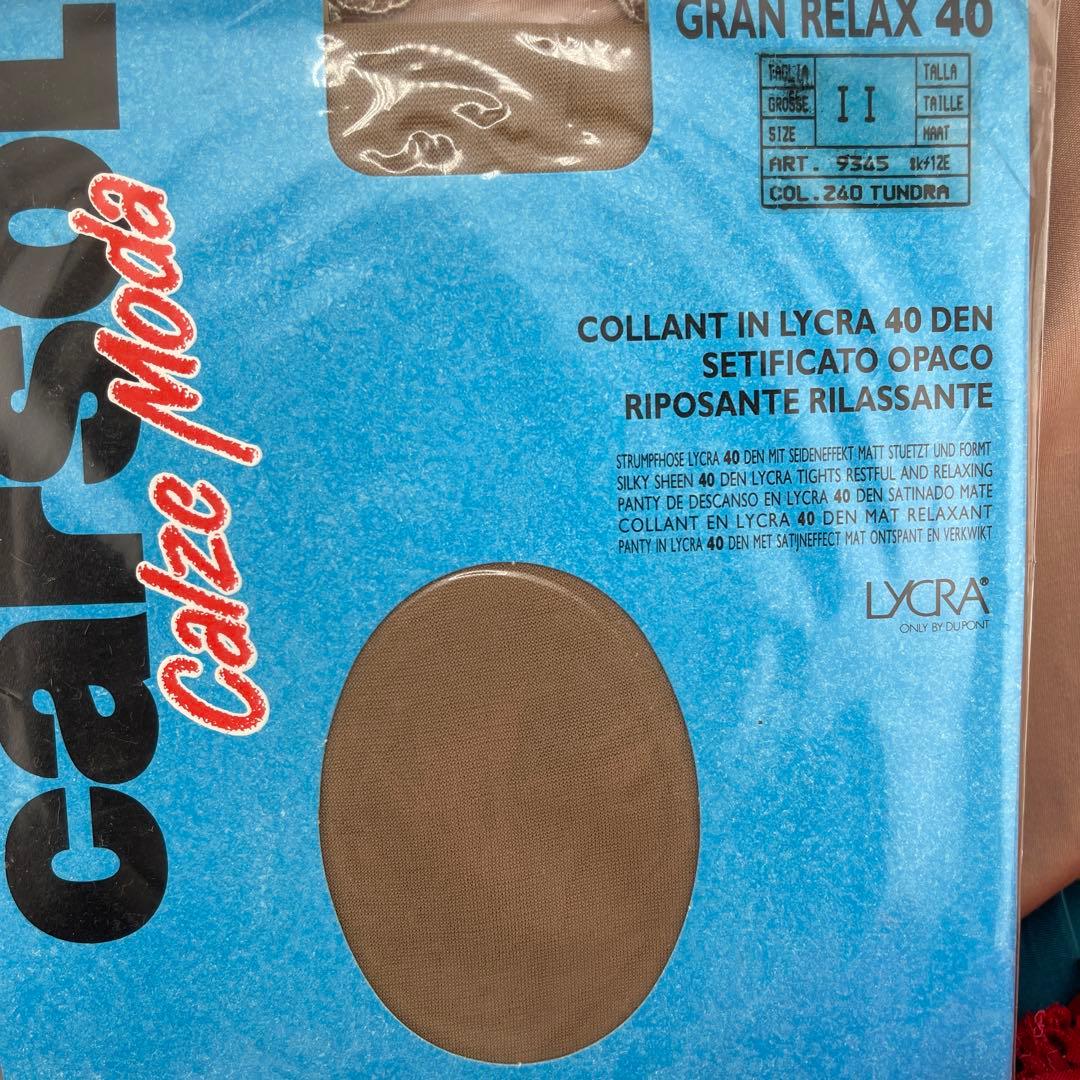 carsol
Calze Moda
GRAN RELAX 40
TAGLIA
GROSSE
SIZE
II
TALLA
TAILLE
MAAT
ART. 9345
COL.240 TUNDRA
COLLANT IN LYCRA 40 DEN
SETIFICATO OPACO
RIPOSANTE RILASSANTE
STRUMPFHOSE LYCRA 40 DEN MIT SEIDENEFFEKT MATT STUETZT UND FORMT
SILKY SHEEN 40 DEN LYCRA TIGHTS RESTFUL AND RELAXING
PANTY DE DESCANSO EN LYCRA 40 DEN SATINADO MATE
COLLANT EN LYCRA 40 DEN MAT RELAXANT
PANTY IN LYCRA 40 DEN MET SATIJNEFFECT MAT ONTSPANT EN VERKWIKT
LYCRA®
ONLY BY DU PONT